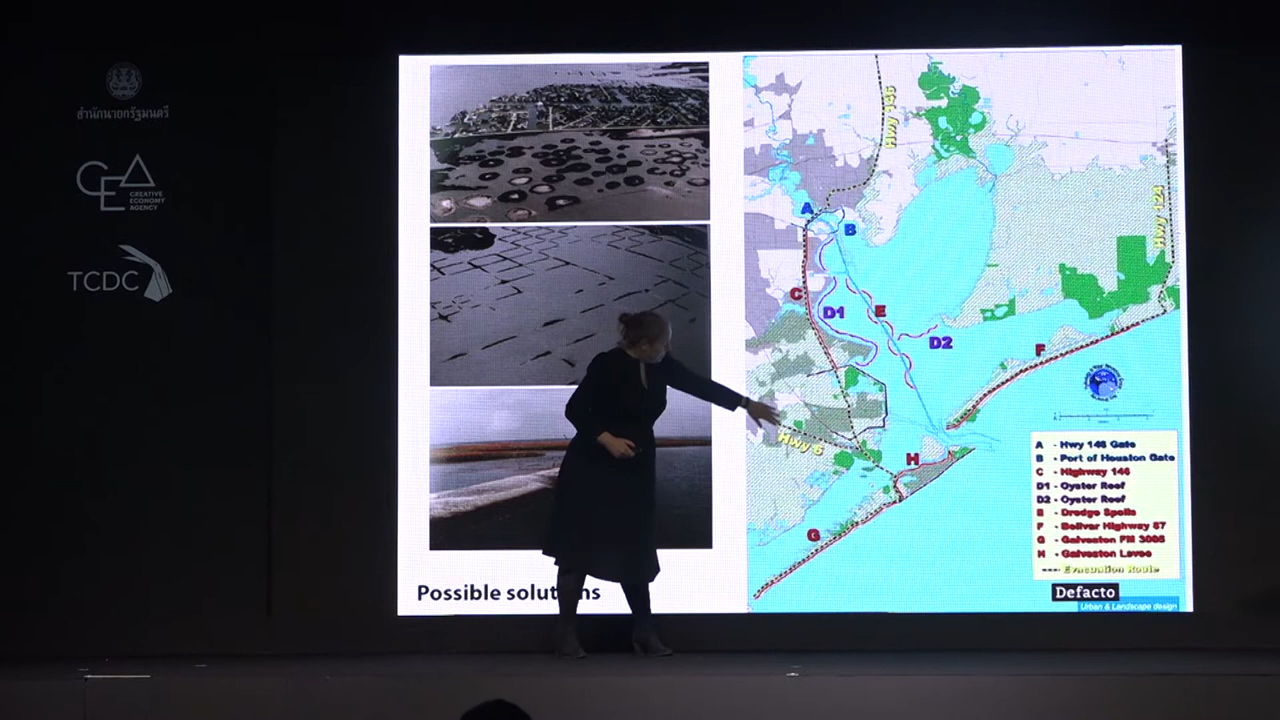 สำนักนายกรัฐมนตรี
CEA
CREATIVE
ECONOMY
AGENCY
TCDC
Hwy 146
Hwy 124
A
B
C
D1
E
D2
F
Hwy 6
H
G
A - Hwy 146 Gate
B - Port of Houston Gate
C - Highway 146
D1 - Oyster Reef
D2 - Oyster Reef
E - Dredge Spoils
F - Bolivar Highway 87
G - Galveston FM 3005
H - Galveston Levee
Evacuation Route
Possible solutions
Defacto
Urban & Landscape design